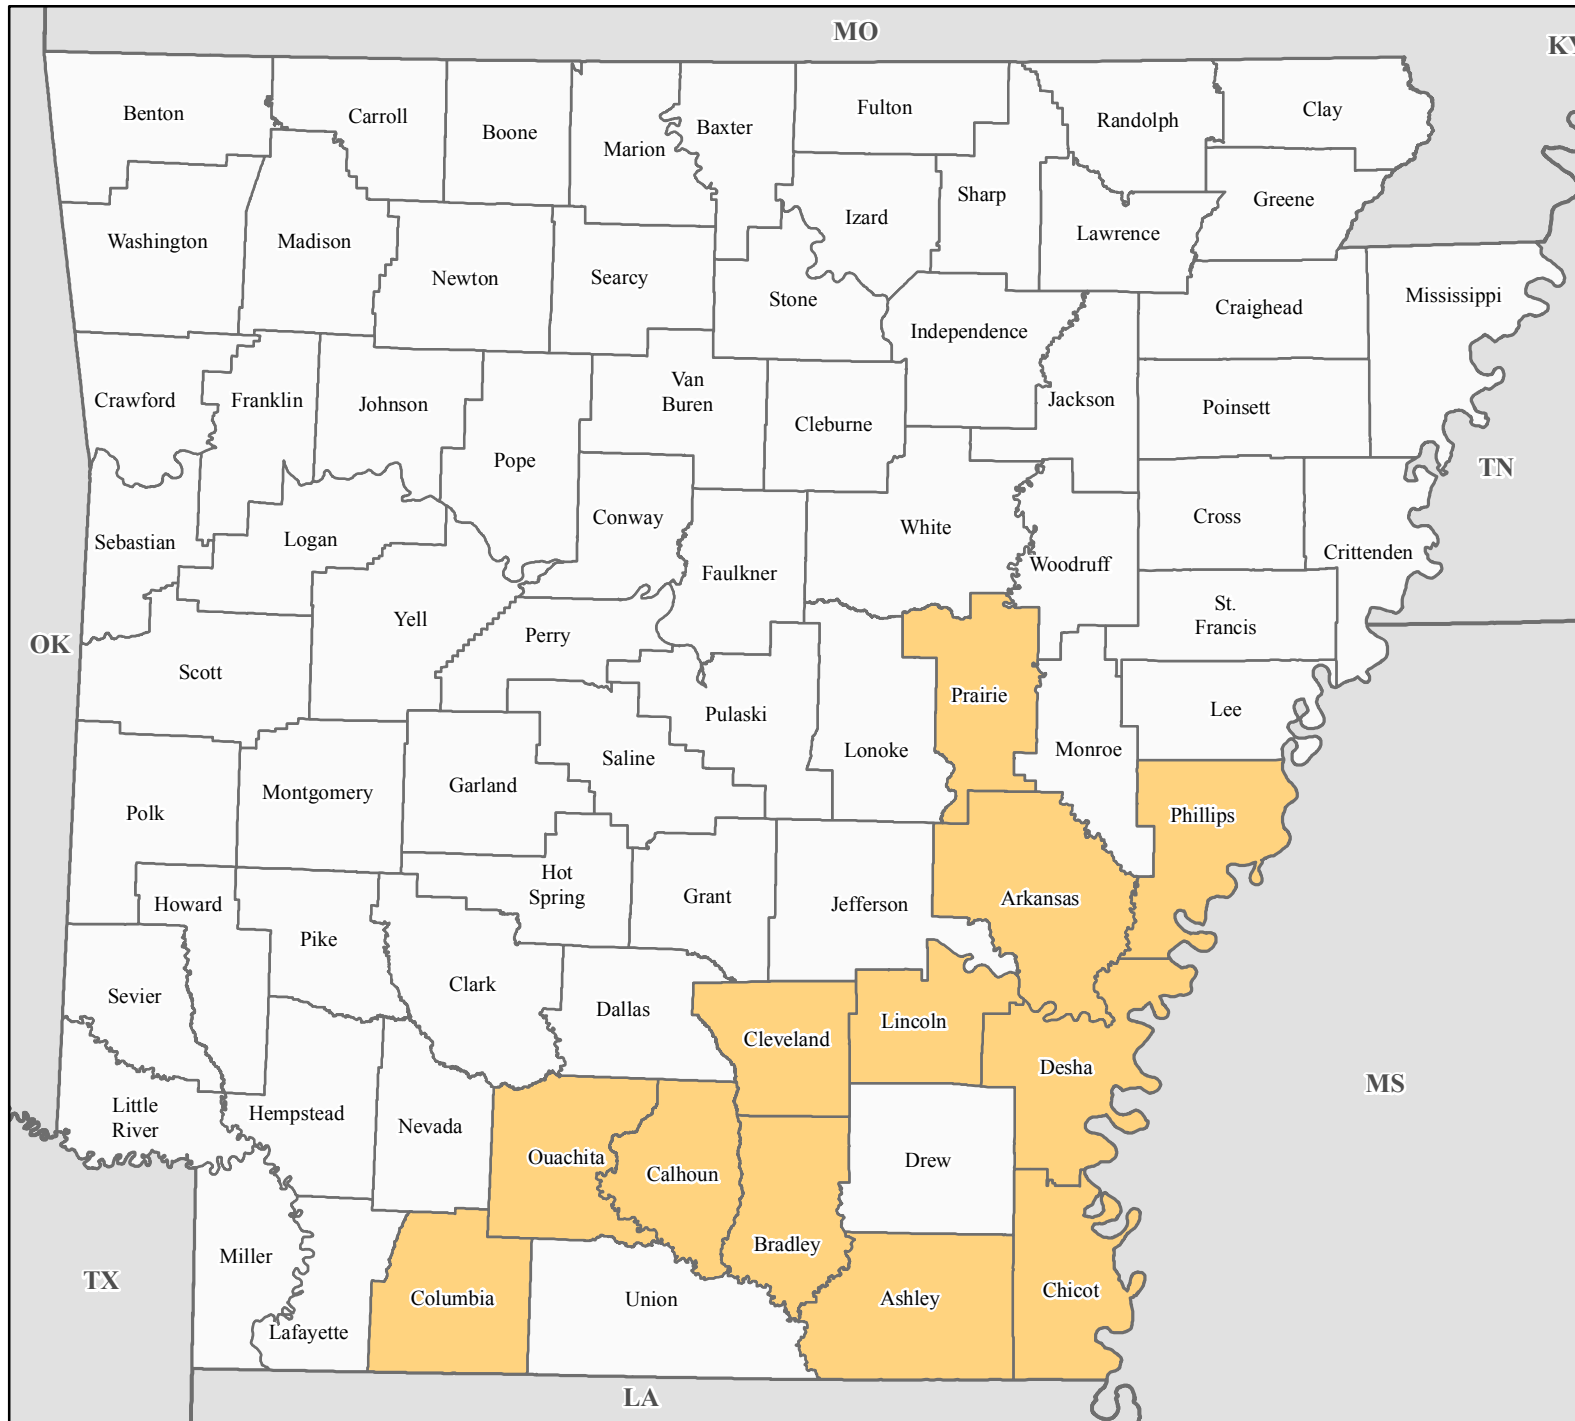 MO
KY
Benton
Carroll
Boone
Marion
Baxter
Fulton
Randolph
Clay
Sharp
Greene
Izard
Lawrence
Washington
Madison
Newton
Searcy
Stone
Independence
Craighead
Mississippi
Crawford
Franklin
Johnson
Pope
Van
Buren
Cleburne
Jackson
Poinsett
TN
Sebastian
Logan
Conway
Faulkner
White
Woodruff
Cross
Crittenden
OK
Scott
Yell
Perry
St.
Francis
Pulaski
Prairie
Lee
Saline
Lonoke
Monroe
Polk
Montgomery
Garland
Phillips
Howard
Pike
Hot
Spring
Grant
Jefferson
Arkansas
Sevier
Clark
Dallas
Cleveland
Lincoln
Desha
MS
Little
River
Hempstead
Nevada
Ouachita
Calhoun
Drew
Bradley
TX
Miller
Lafayette
Columbia
Union
Ashley
Chicot
LA